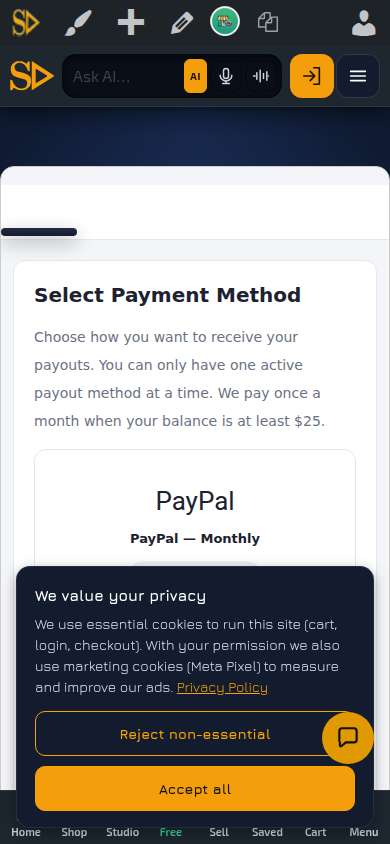 SD
Ask AI...
AI
Select Payment Method
Choose how you want to receive your
payouts. You can only have one active
payout method at a time. We pay once a
month when your balance is at least $25.
PayPal
PayPal — Monthly
We value your privacy
We use essential cookies to run this site (cart,
login, checkout). With your permission we also
use marketing cookies (Meta Pixel) to measure
and improve our ads. Privacy Policy
Reject non-essential
Accept all
Home Shop Studio Free Sell Saved Cart Menu